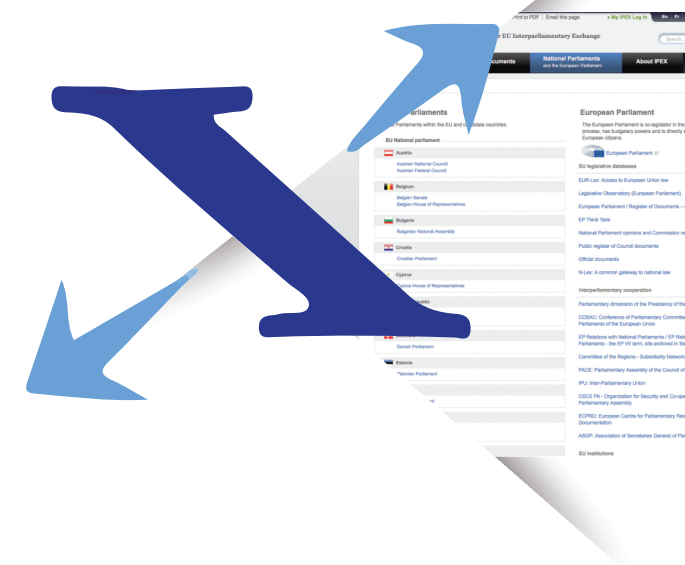 Print to PDF | Email this page » My IPEX Log in En Fr
EU Interparliamentary Exchange
Search...
National Parliaments
and the European Parliament
About IPEX
Parliaments within the EU and candidate countries.
EU National parliament
Austria
Austrian National Council
Austrian Federal Council
Belgium
Belgian Senate
Belgian House of Representatives
Bulgaria
Bulgarian National Assembly
Croatia
Croatian Parliament
Cyprus
Cyprus House of Representatives
Danish Parliament
Estonia
Estonian Parliament
European Parliament
The European Parliament is co-legislator in the
process, has budgetary powers and is directly
European citizens.
European Parliament
EU legislative databases
EUR-Lex: Access to European Union law
Legislative Observatory (European Parliament)
European Parliament / Register of Documents –
EP Think Tank
National Parliament opinions and Commission
Public register of Council documents
Official documents
N-Lex: A common gateway to national law
Interparliamentary cooperation
Parliamentary dimension of the Presidency of the
COSAC: Conference of Parliamentary
Parliaments of the European Union
EP Relations with National Parliaments / EP
Parliaments - the EP VII term, site archived in
Committee of the Regions - Subsidiarity Network
PACE: Parliamentary Assembly of the Council of
IPU: Inter-Parliamentary Union
OSCE PA - Organization for Security and
Parliamentary Assembly
ECPRD: European Centre for Parliamentary
Documentation
ASGP: Association of Secretaries General of
EU institutions